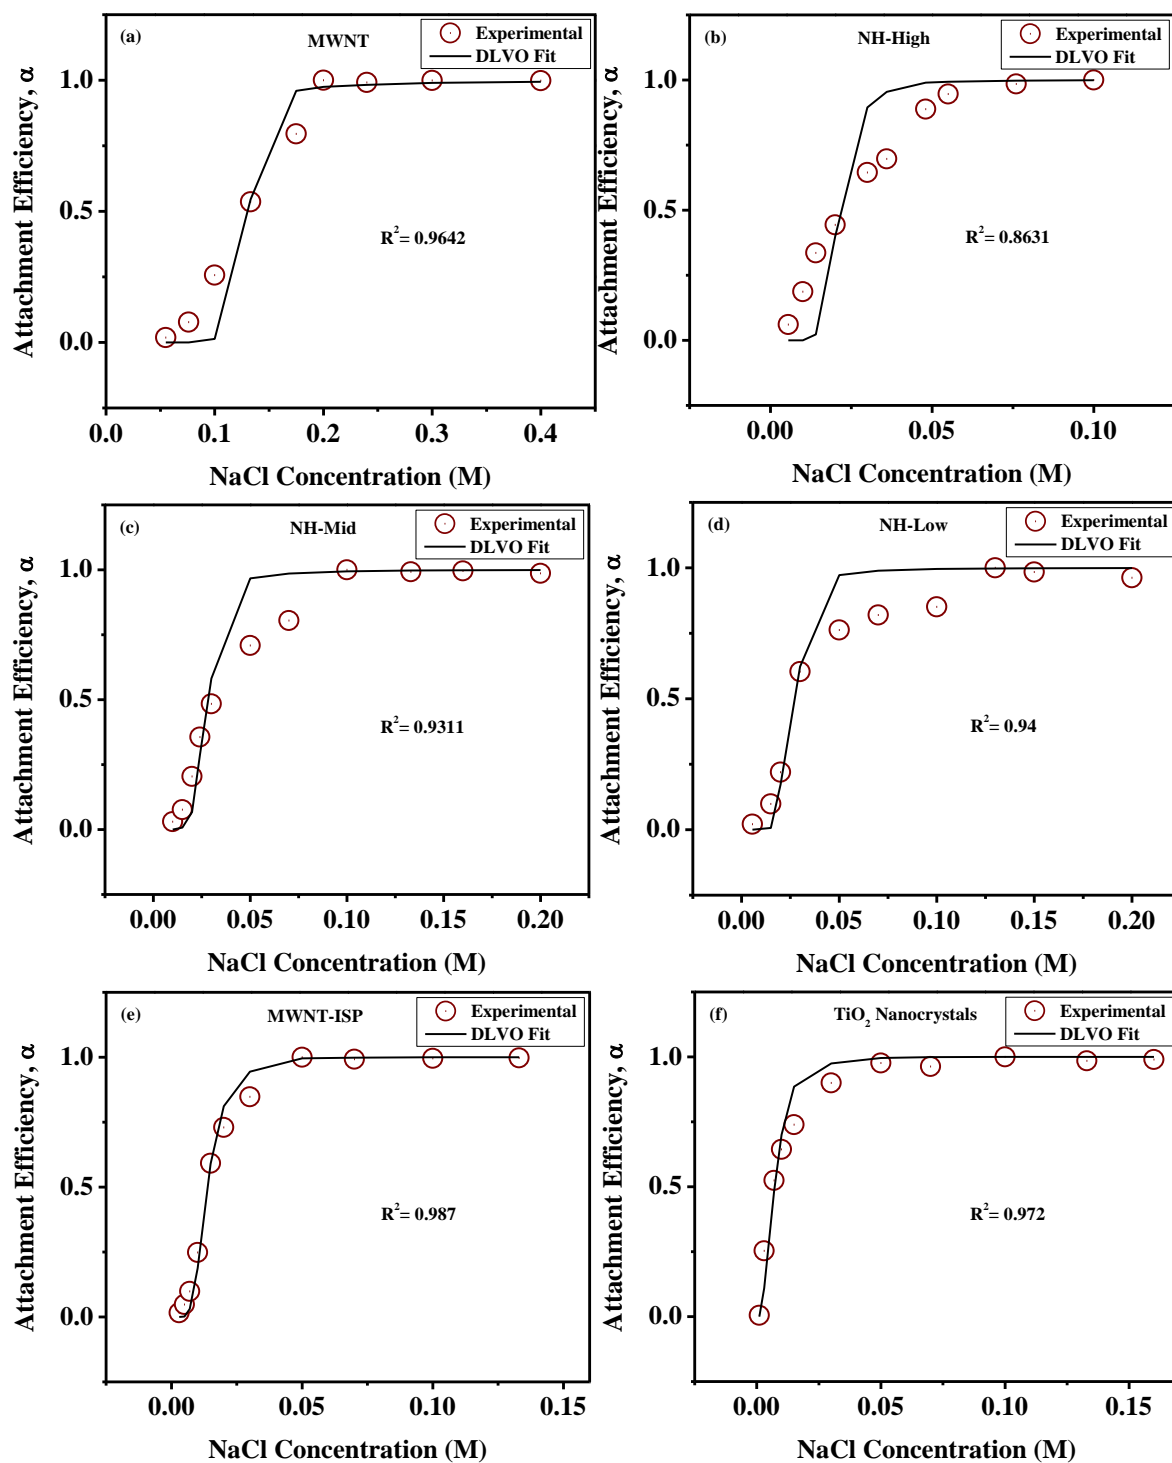 (a)
MWNT
Experimental
DLVO Fit
1.0
0.5
0.0
R²= 0.9642
Attachment Efficiency, α
0.0 0.1 0.2 0.3 0.4
NaCl Concentration (M)
(b)
NH-High
Experimental
DLVO Fit
1.0
0.5
0.0
R²= 0.8631
Attachment Efficiency, α
0.00 0.05 0.10
NaCl Concentration (M)
(c)
NH-Mid
Experimental
DLVO Fit
1.0
0.5
0.0
R²= 0.9311
Attachment Efficiency, α
0.00 0.05 0.10 0.15 0.20
NaCl Concentration (M)
(d)
NH-Low
Experimental
DLVO Fit
1.0
0.5
0.0
R²= 0.94
Attachment Efficiency, α
0.00 0.05 0.10 0.15 0.20
NaCl Concentration (M)
(e)
MWNT-ISP
Experimental
DLVO Fit
1.0
0.5
0.0
R²= 0.987
Attachment Efficiency, α
0.00 0.05 0.10 0.15
NaCl Concentration (M)
(f)
TiO₂ Nanocrystals
Experimental
DLVO Fit
1.0
0.5
0.0
R²= 0.972
Attachment Efficiency, α
0.00 0.05 0.10 0.15
NaCl Concentration (M)